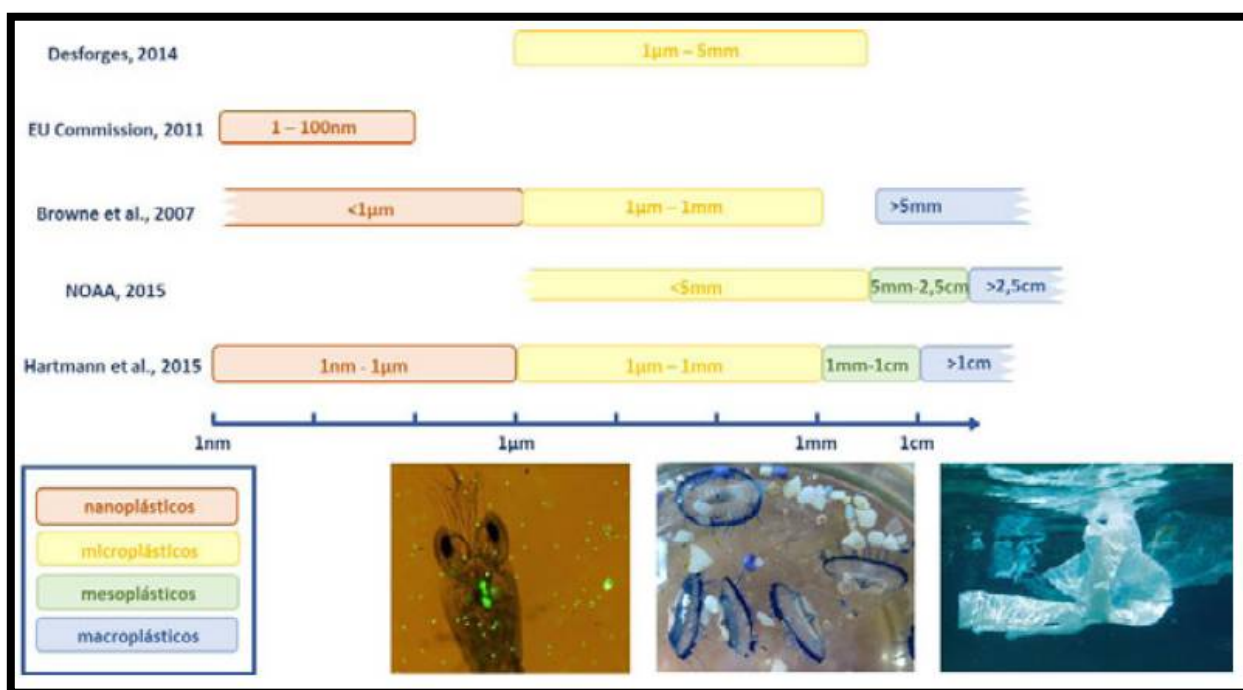 Desforges, 2014
1µm – 5mm
EU Commission, 2011
1 – 100nm
Browne et al., 2007
<1µm
1µm – 1mm
>5mm
NOAA, 2015
<5mm
5mm-2,5cm
>2,5cm
Hartmann et al., 2015
1nm - 1µm
1µm – 1mm
1mm-1cm
>1cm
1nm
1µm
1mm
1cm
nanoplásticos
microplásticos
mesoplásticos
macroplásticos